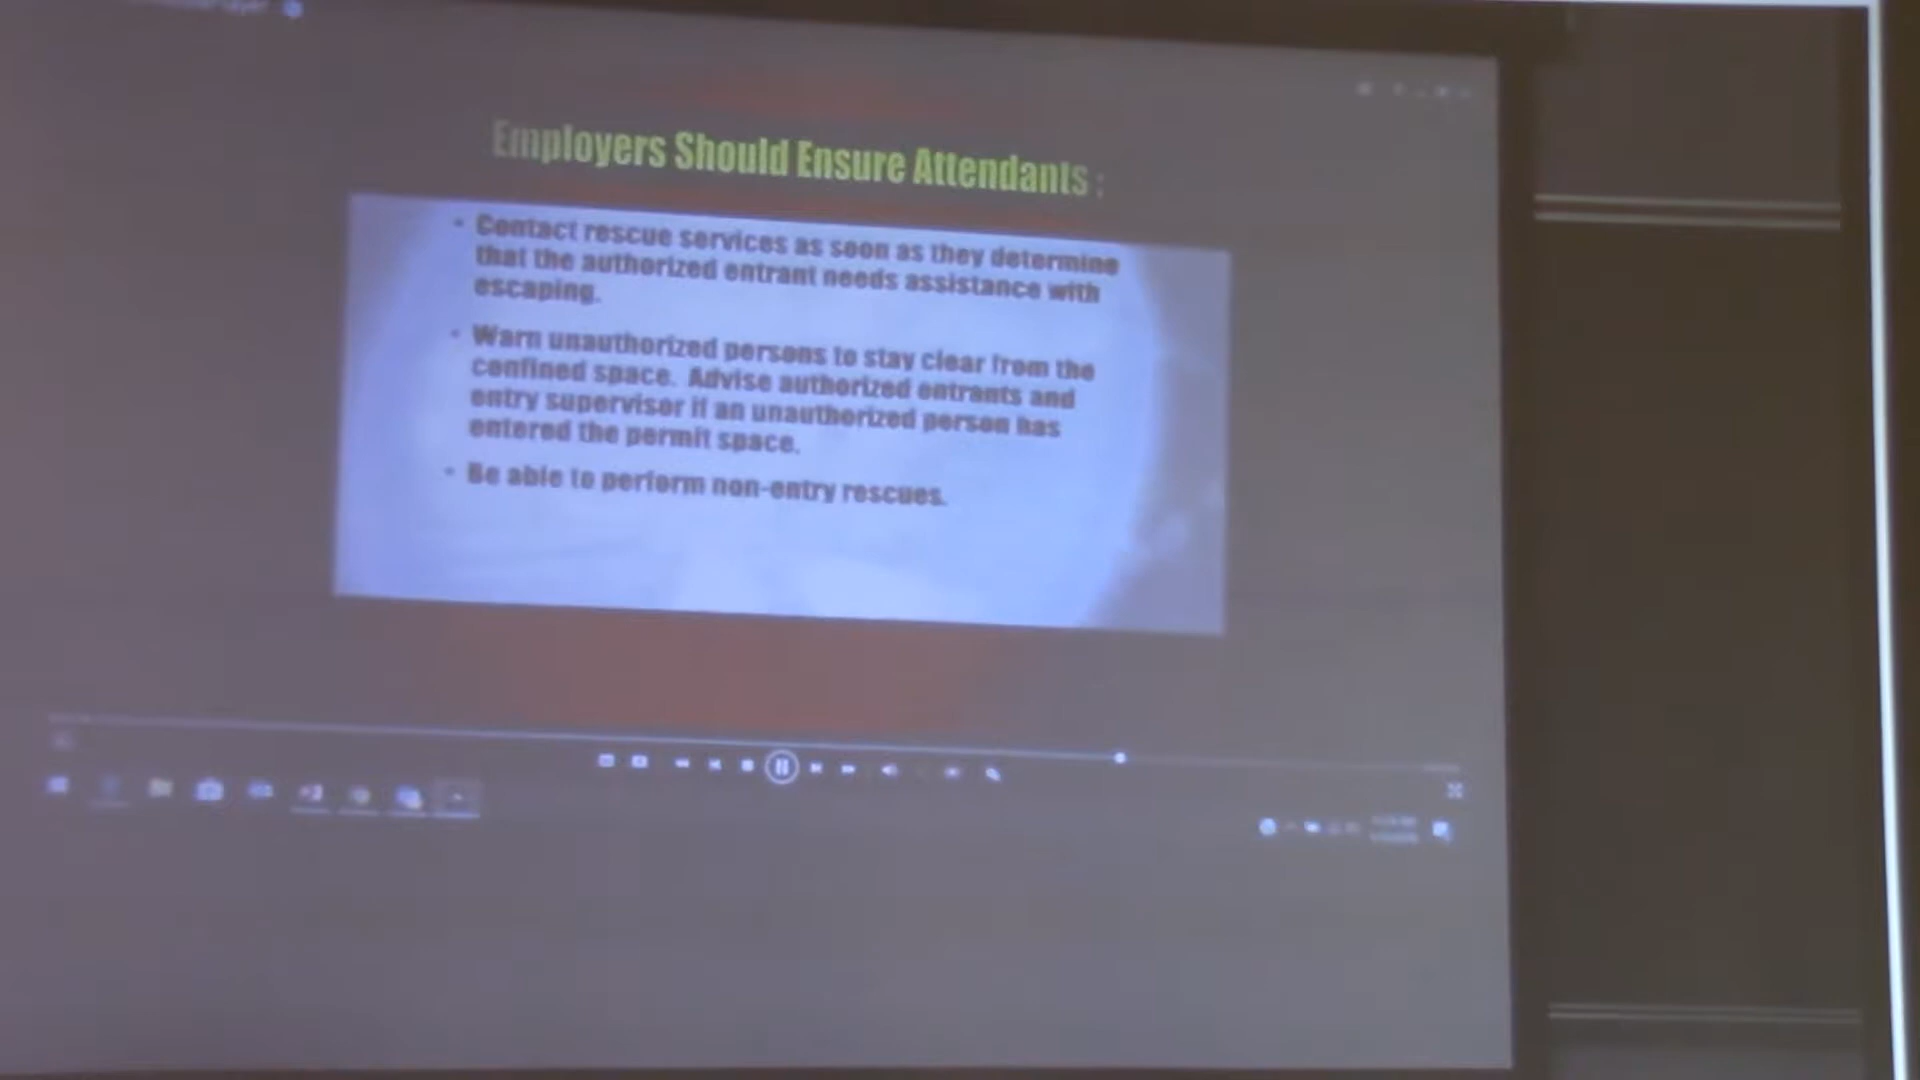 Employers Should Ensure Attendants :
• Contact rescue services as soon as they determine
that the authorized entrant needs assistance with
escaping.
• Warn unauthorized persons to stay clear from the
confined space. Advise authorized entrants and
entry supervisor if an unauthorized person has
entered the permit space.
• Be able to perform non-entry rescues.